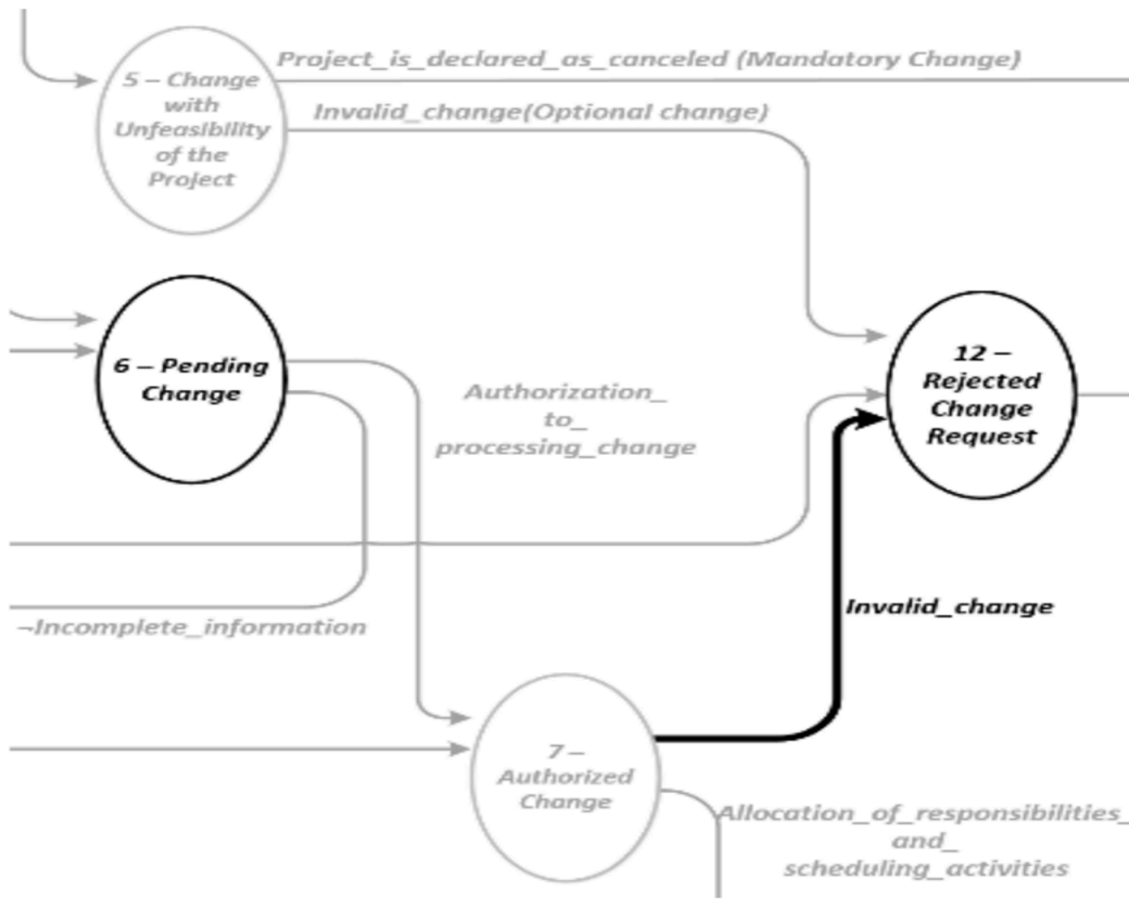 Project_is_declared_as_canceled (Mandatory Change)
5 – Change
with
Unfeasibility
of the
Project
Invalid_change(Optional change)
6 – Pending
Change
Authorization_
to_
processing_change
12 –
Rejected
Change
Request
Invalid_change
¬Incomplete_information
7 –
Authorized
Change
Allocation_of_responsibilities_
and_
scheduling_activities